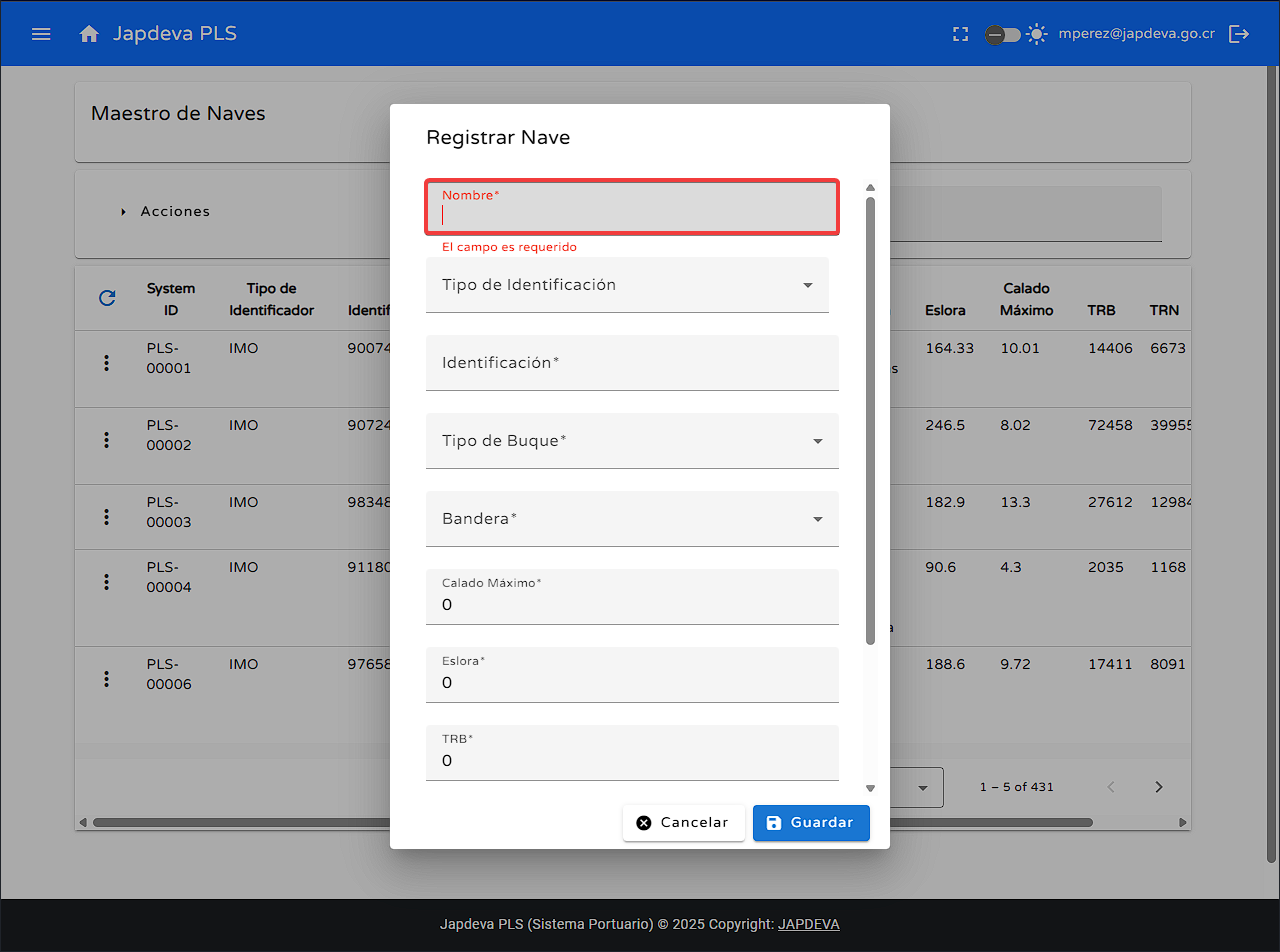 Japdeva PLS
mperez@japdeva.go.cr
Maestro de Naves
Acciones
Registrar Nave
Nombre*
El campo es requerido
Tipo de Identificación
Identificación*
Tipo de Buque*
Bandera*
Calado Máximo*
0
Eslora*
0
TRB*
0
Cancelar
Guardar
System ID
Tipo de Identificador
Eslora
Calado Máximo
TRB
TRN
PLS-00001 IMO 90074 164.33 10.01 14406 6673
PLS-00002 IMO 90724 246.5 8.02 72458 39955
PLS-00003 IMO 98348 182.9 13.3 27612 12984
PLS-00004 IMO 91180 90.6 4.3 2035 1168
PLS-00006 IMO 97658 188.6 9.72 17411 8091
1 – 5 of 431
Japdeva PLS (Sistema Portuario) © 2025 Copyright: JAPDEVA